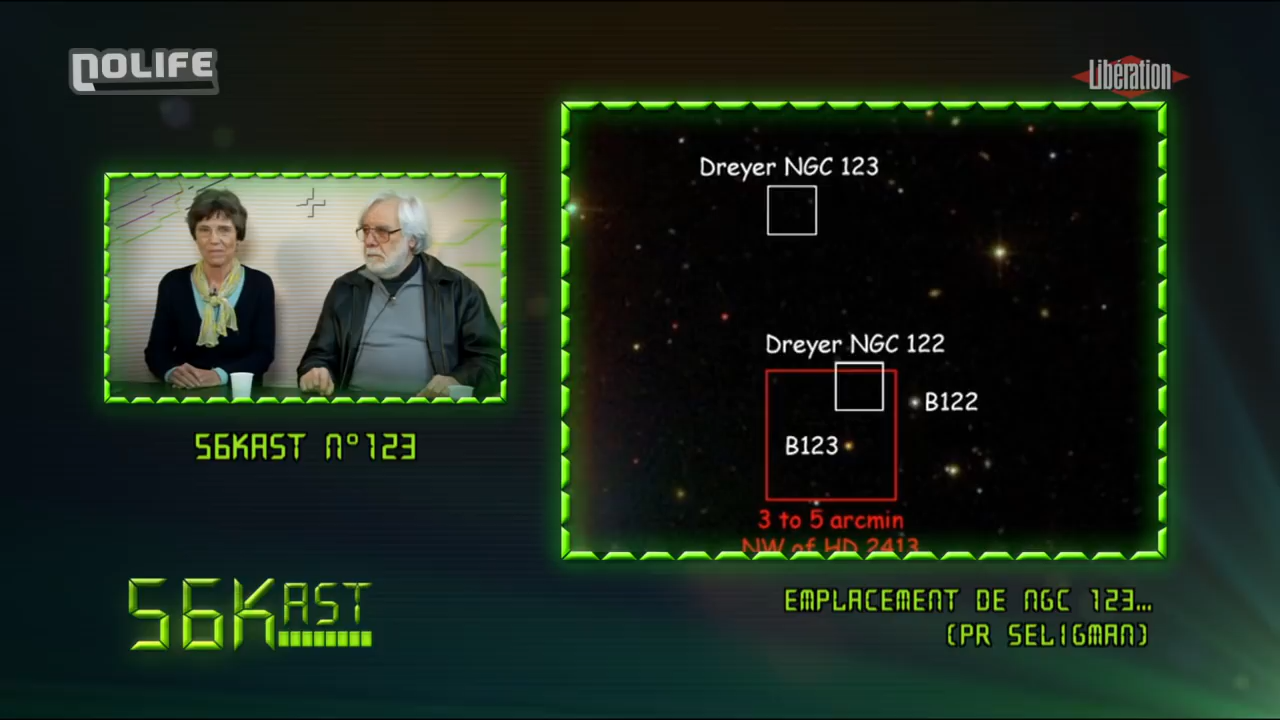 NOLIFE
Libération
Dreyer NGC 123
Dreyer NGC 122
B122
B123
3 to 5 arcmin
NW of HD 2413
56KAST N°123
56KAST
EMPLACEMENT DE NGC 123...
(PR SELIGMAN)